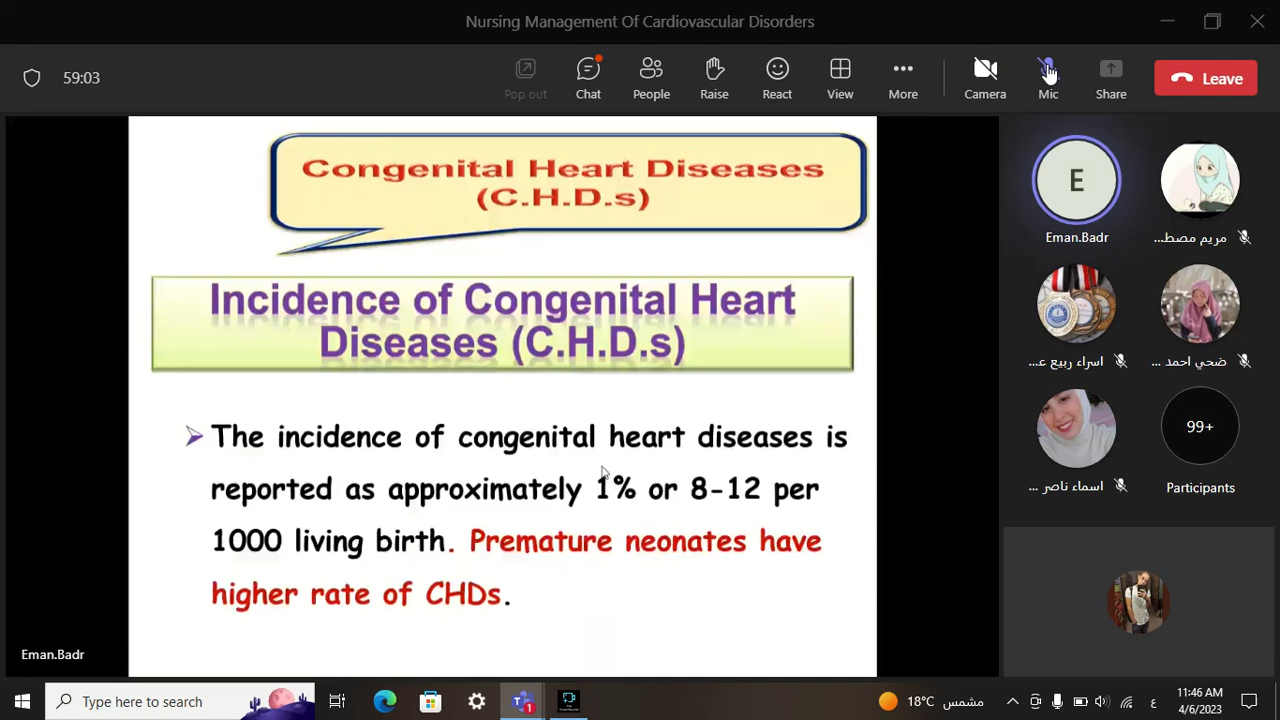 Nursing Management Of Cardiovascular Disorders
59:03
Pop out
Chat
People
Raise
React
View
More
Camera
Mic
Share
Leave
Congenital Heart Diseases
(C.H.D.s)
Incidence of Congenital Heart
Diseases (C.H.D.s)
The incidence of congenital heart diseases is
reported as approximately 1% or 8-12 per
1000 living birth. Premature neonates have
higher rate of CHDs.
Eman.Badr
E
Eman.Badr
مريم مصط...
اسراء ربيع ع...
ضحي احمد ...
اسماء ناصر ...
99+
Participants
Type here to search
1
18°C مشمس
ع
11:46 AM
4/6/2023